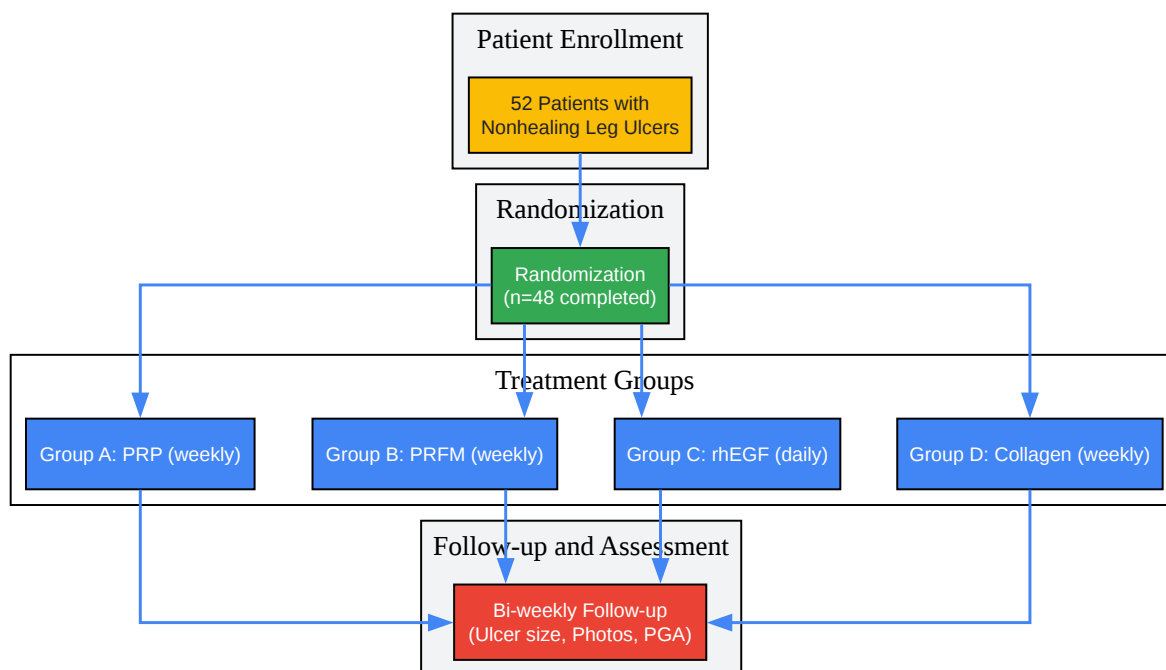 Patient Enrollment
52 Patients with
Nonhealing Leg Ulcers
Randomization
Randomization
(n=48 completed)
Treatment Groups
Group A: PRP (weekly)
Group B: PRFM (weekly)
Group C: rhEGF (daily)
Group D: Collagen (weekly)
Follow-up and Assessment
Bi-weekly Follow-up
(Ulcer size, Photos, PGA)